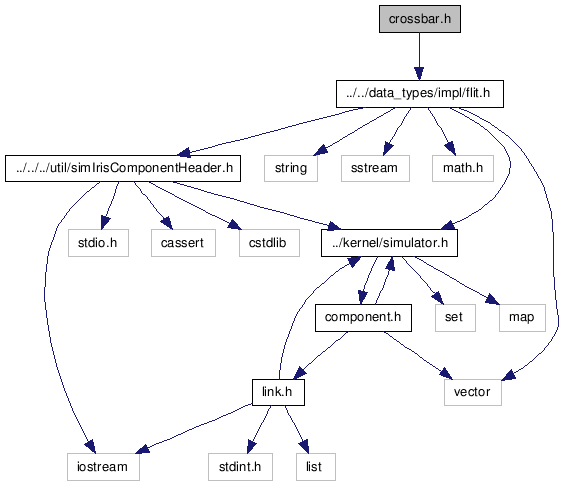 crossbar.h
../../data_types/impl/flit.h
../../../util/simIrisComponentHeader.h
string
sstream
math.h
stdio.h
cassert
cstdlib
../kernel/simulator.h
component.h
set
map
link.h
vector
iostream
stdint.h
list